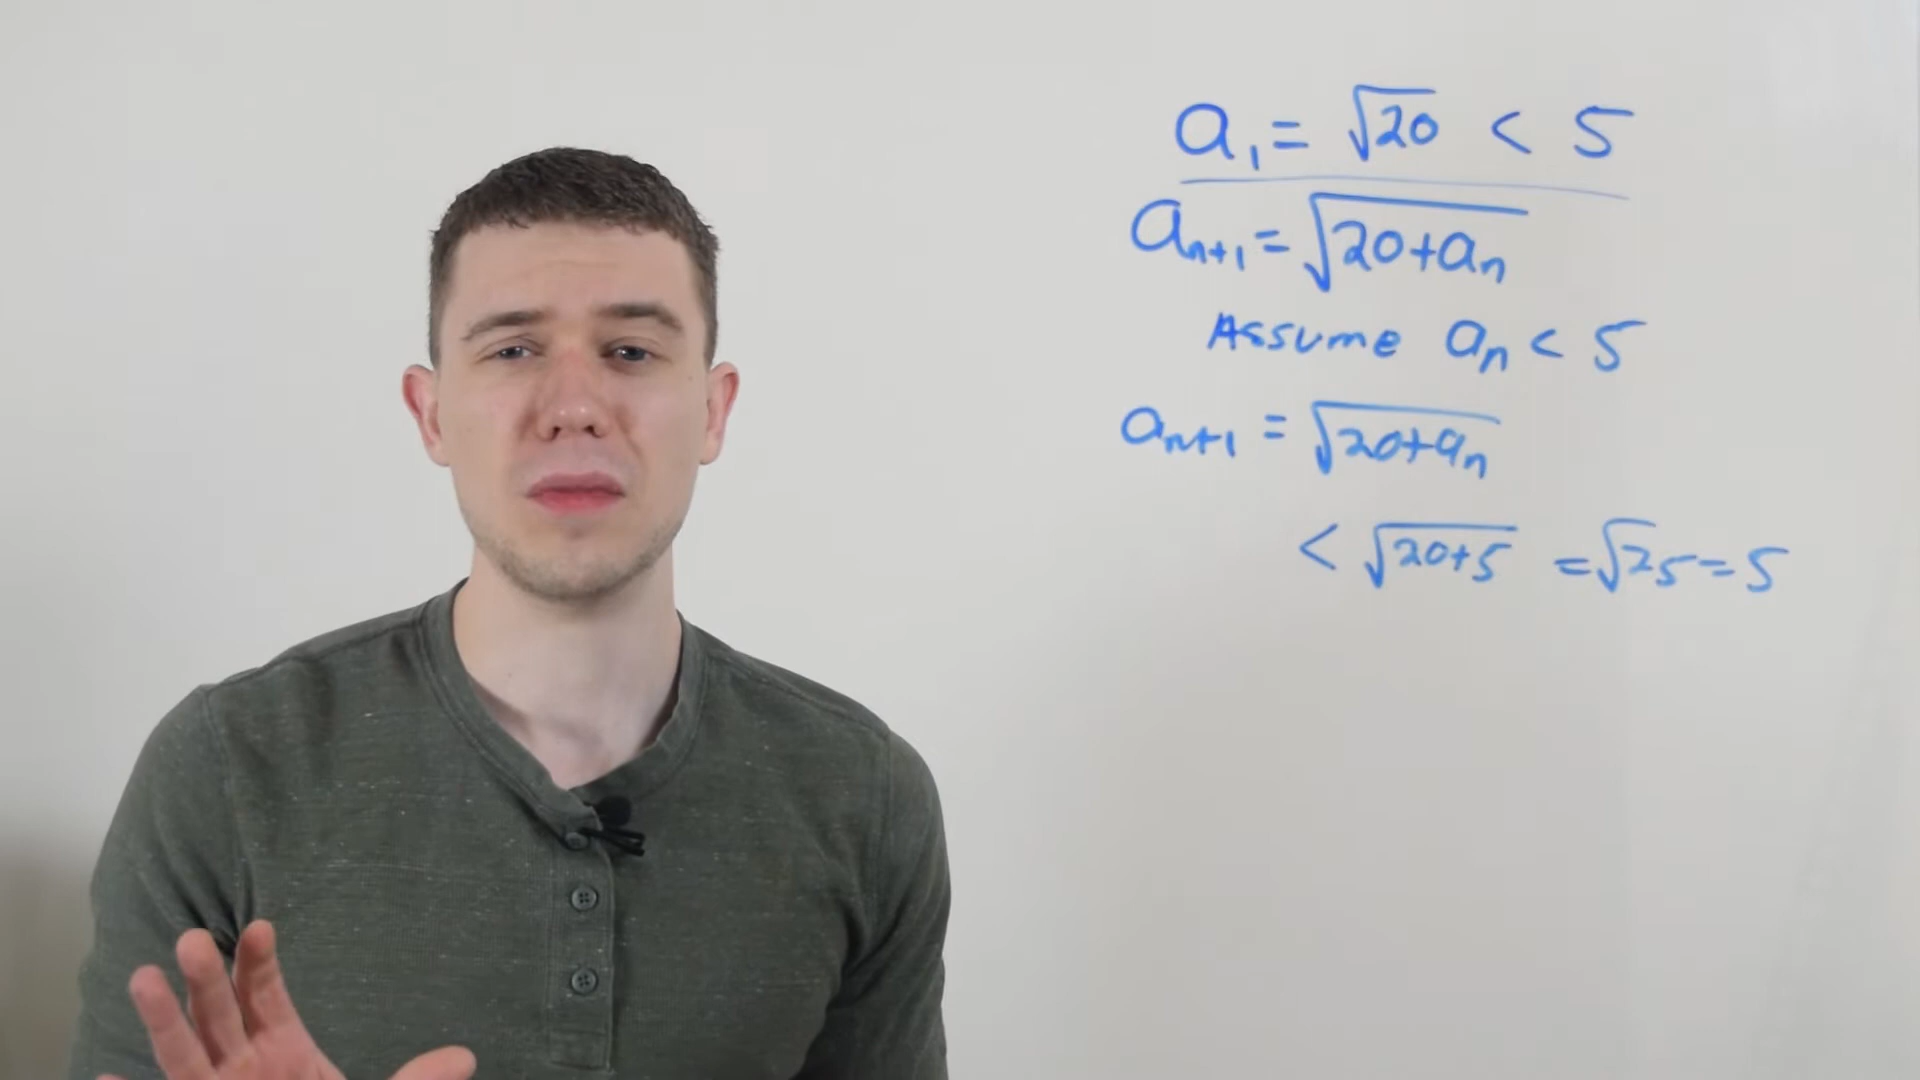 a₁ = √20 < 5
aₙ₊₁ = √20+aₙ
Assume aₙ < 5
aₙ₊₁ = √20+aₙ
< √20+5 = √25 = 5